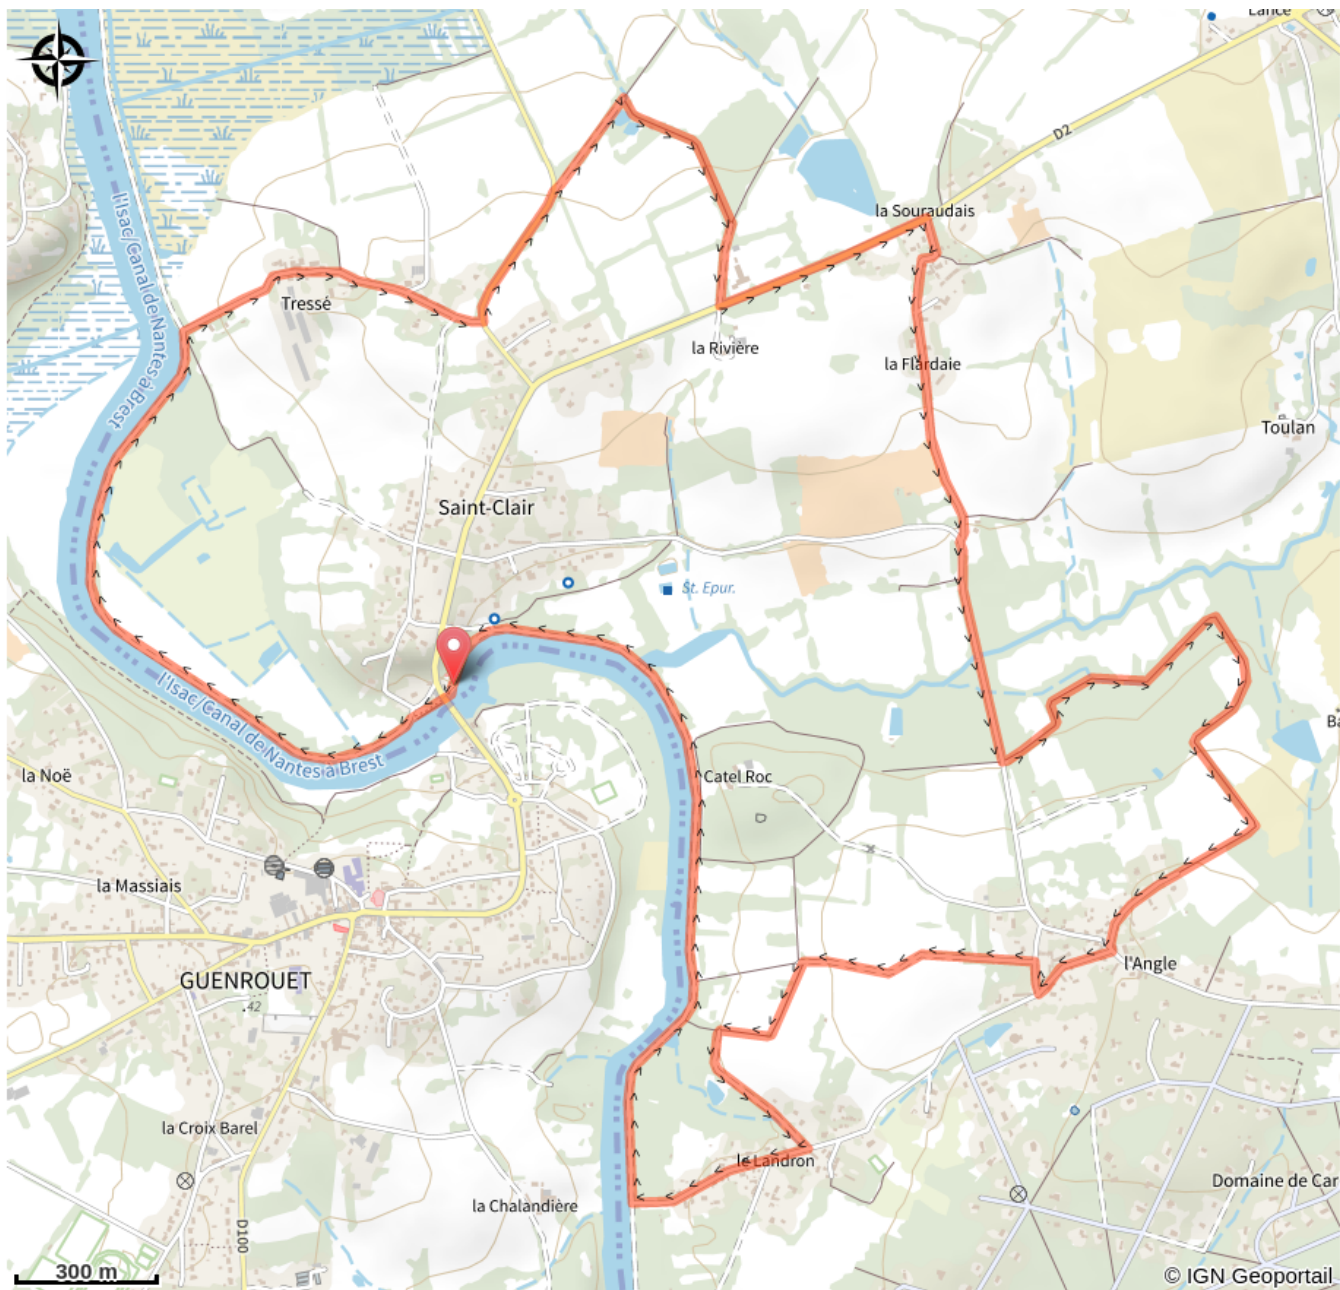 Lancé
D2
l'Isac/Canal de Nantes à Brest
la Souraudais
Tressé
la Rivière
la Flardaie
Toulan
Saint-Clair
St. Epur.
l'Isac/Canal de Nantes à Brest
la Noë
Catel Roc
Ba
la Massiais
l'Angle
GUENROUET
.42
la Croix Barel
le Landron
Domaine de Car
la Chalandière
D100
300 m
© IGN Geoportail